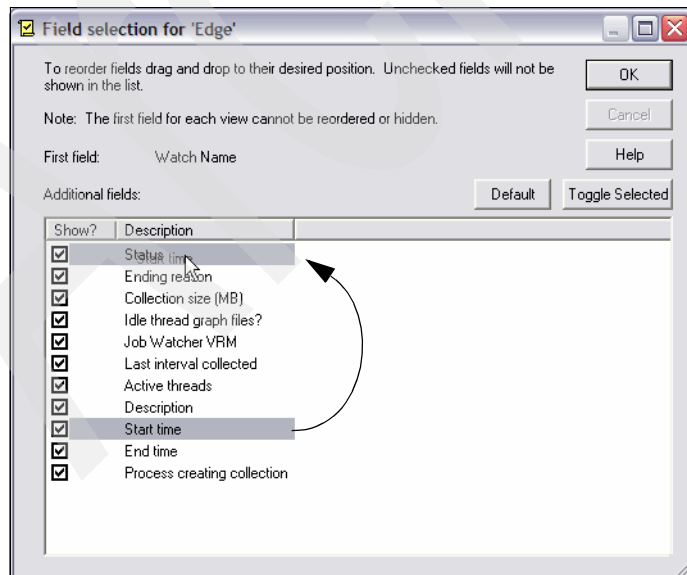 Field selection for 'Edge'
To reorder fields drag and drop to their desired position. Unchecked fields will not be
shown in the list.
OK
Note: The first field for each view cannot be reordered or hidden.
Cancel
First field: Watch Name
Help
Additional fields:
Default
Toggle Selected
Show? Description
Status
Start time
Ending reason
Collection size (MB)
Idle thread graph files?
Job Watcher VRM
Last interval collected
Active threads
Description
Start time
End time
Process creating collection